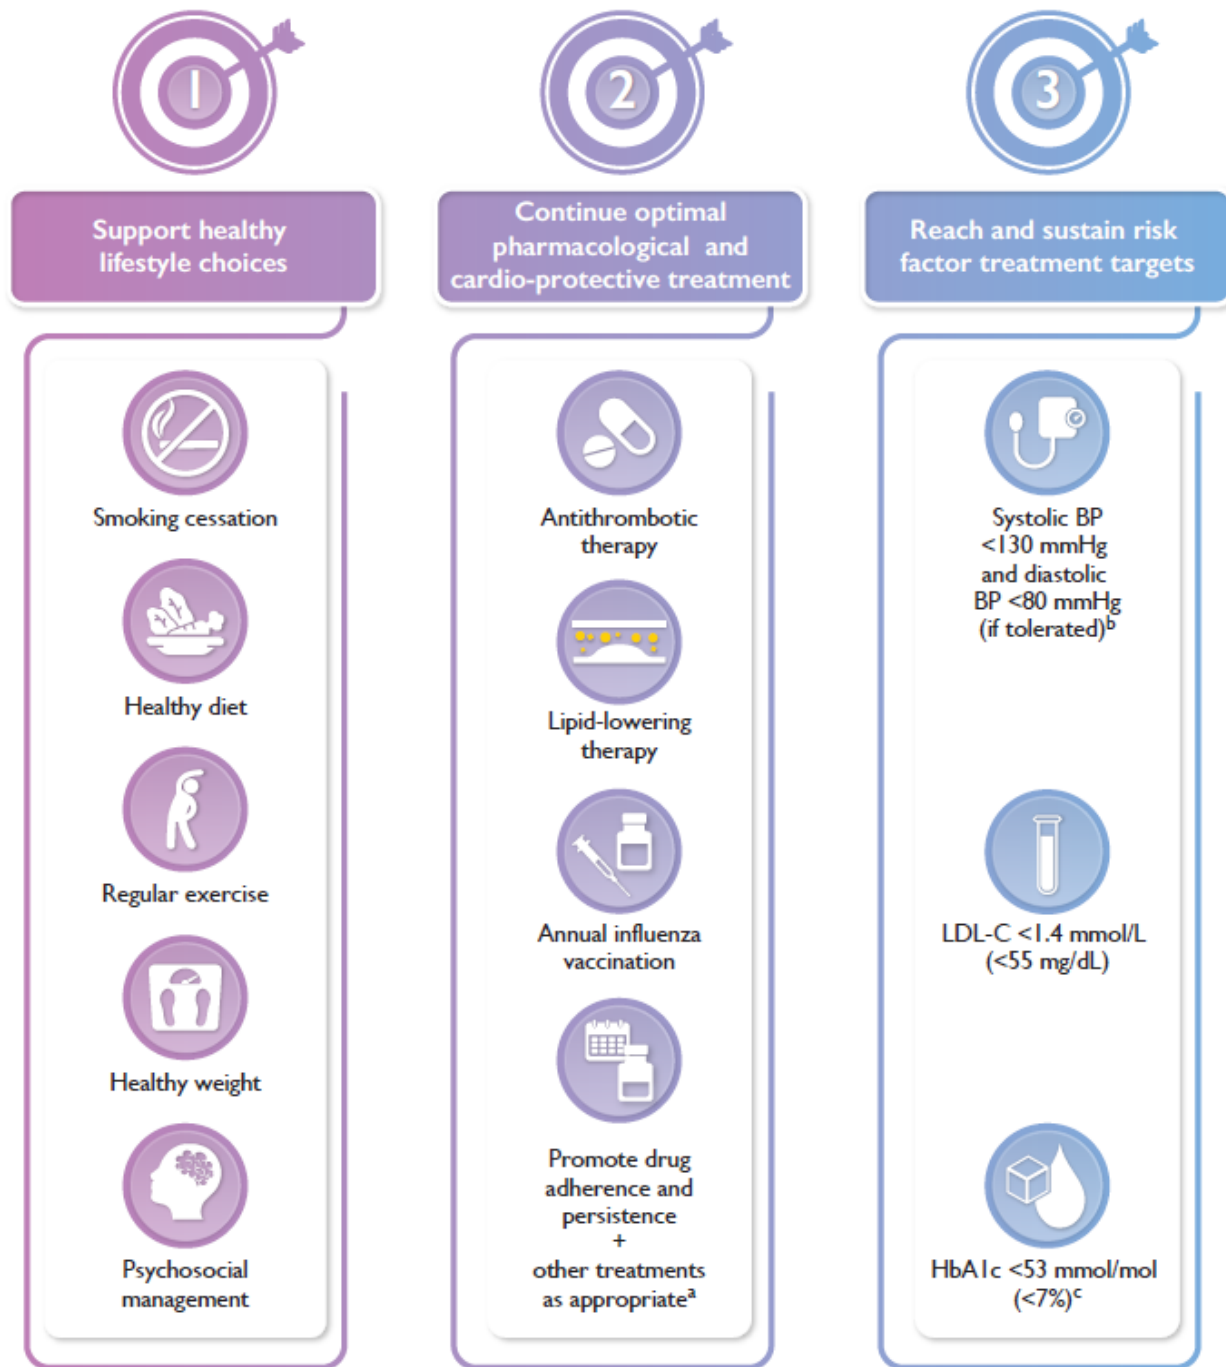 1
Support healthy
lifestyle choices
Smoking cessation
Healthy diet
Regular exercise
Healthy weight
Psychosocial
management
2
Continue optimal
pharmacological and
cardio-protective treatment
Antithrombotic
therapy
Lipid-lowering
therapy
Annual influenza
vaccination
Promote drug
adherence and
persistence
+
other treatments
as appropriateᵃ
3
Reach and sustain risk
factor treatment targets
Systolic BP
<130 mmHg
and diastolic
BP <80 mmHg
(if tolerated)ᵇ
LDL-C <1.4 mmol/L
(<55 mg/dL)
HbA1c <53 mmol/mol
(<7%)ᶜ